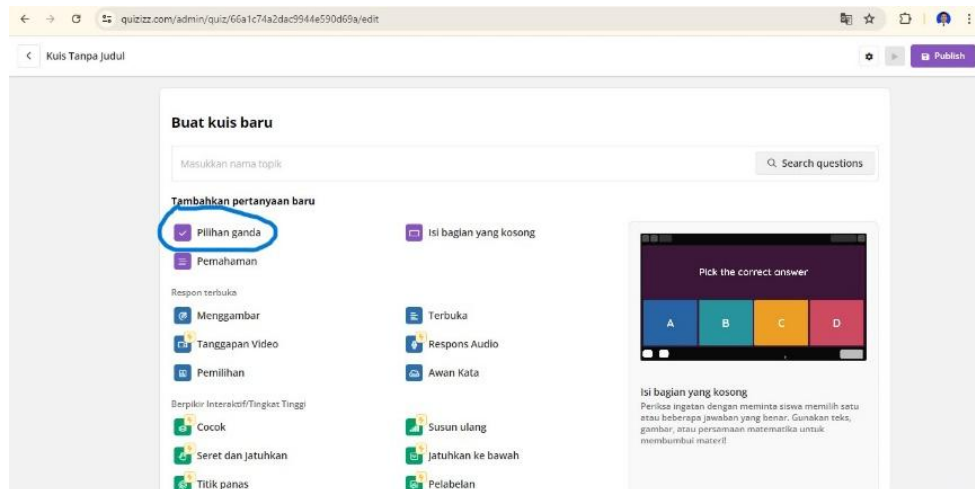 quizizz.com/admin/quiz/66a1c74a2dac9944e590d69a/edit
Kuis Tanpa Judul
Publish
Buat kuis baru
Masukkan nama topik
Search questions
Tambahkan pertanyaan baru
Pilihan ganda
Isi bagian yang kosong
Pemahaman
Respon terbuka
Menggambar
Terbuka
Tanggapan Video
Respons Audio
Pemilihan
Awan Kata
Berpikir Interaktif/Tingkat Tinggi
Cocok
Susun ulang
Seret dan Jatuhkan
Jatuhkan ke bawah
Titik panas
Pelabelan
Pick the correct answer
A B C D
Isi bagian yang kosong
Periksa ingatan dengan meminta siswa memilih satu
atau beberapa jawaban yang benar. Gunakan teks,
gambar, atau persamaan matematika untuk
membumbui materi!